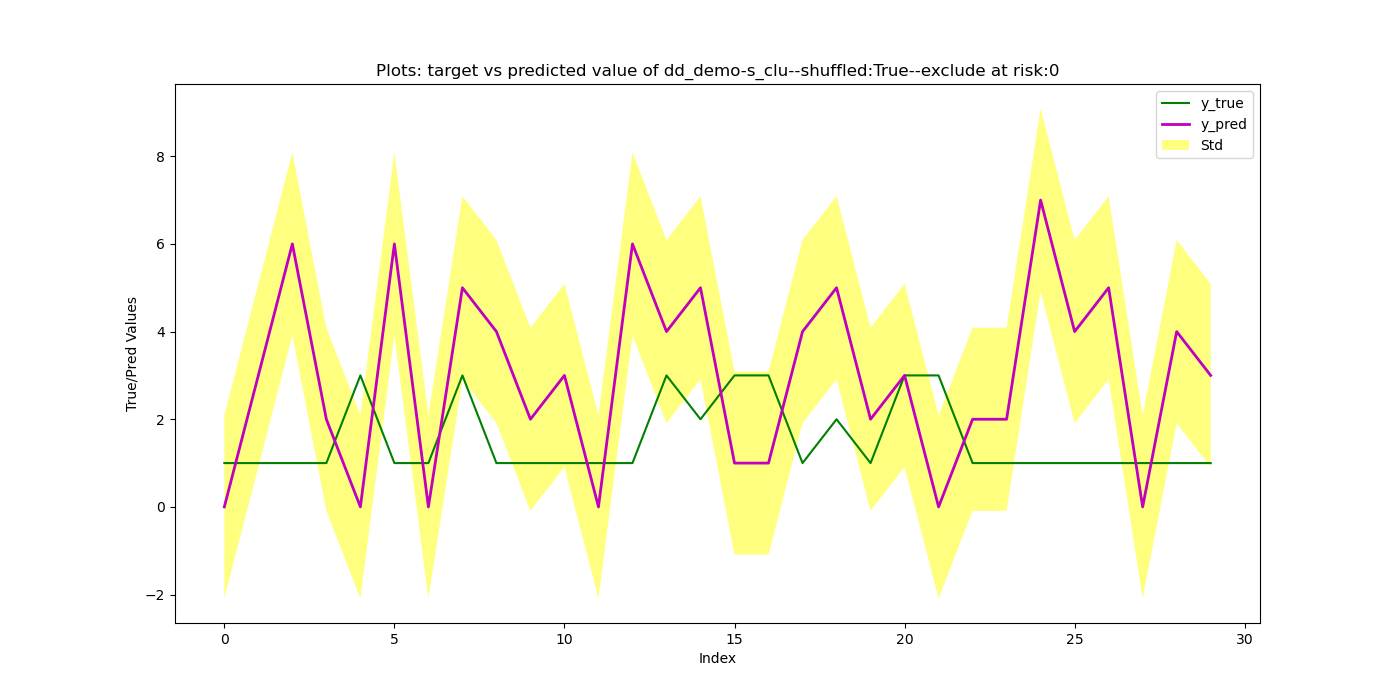 Plots: target vs predicted value of dd_demo-s_clu--shuffled:True--exclude at risk:0
y_true
y_pred
Std
True/Pred Values
8
6
4
2
0
−2
0 5 10 15 20 25 30
Index